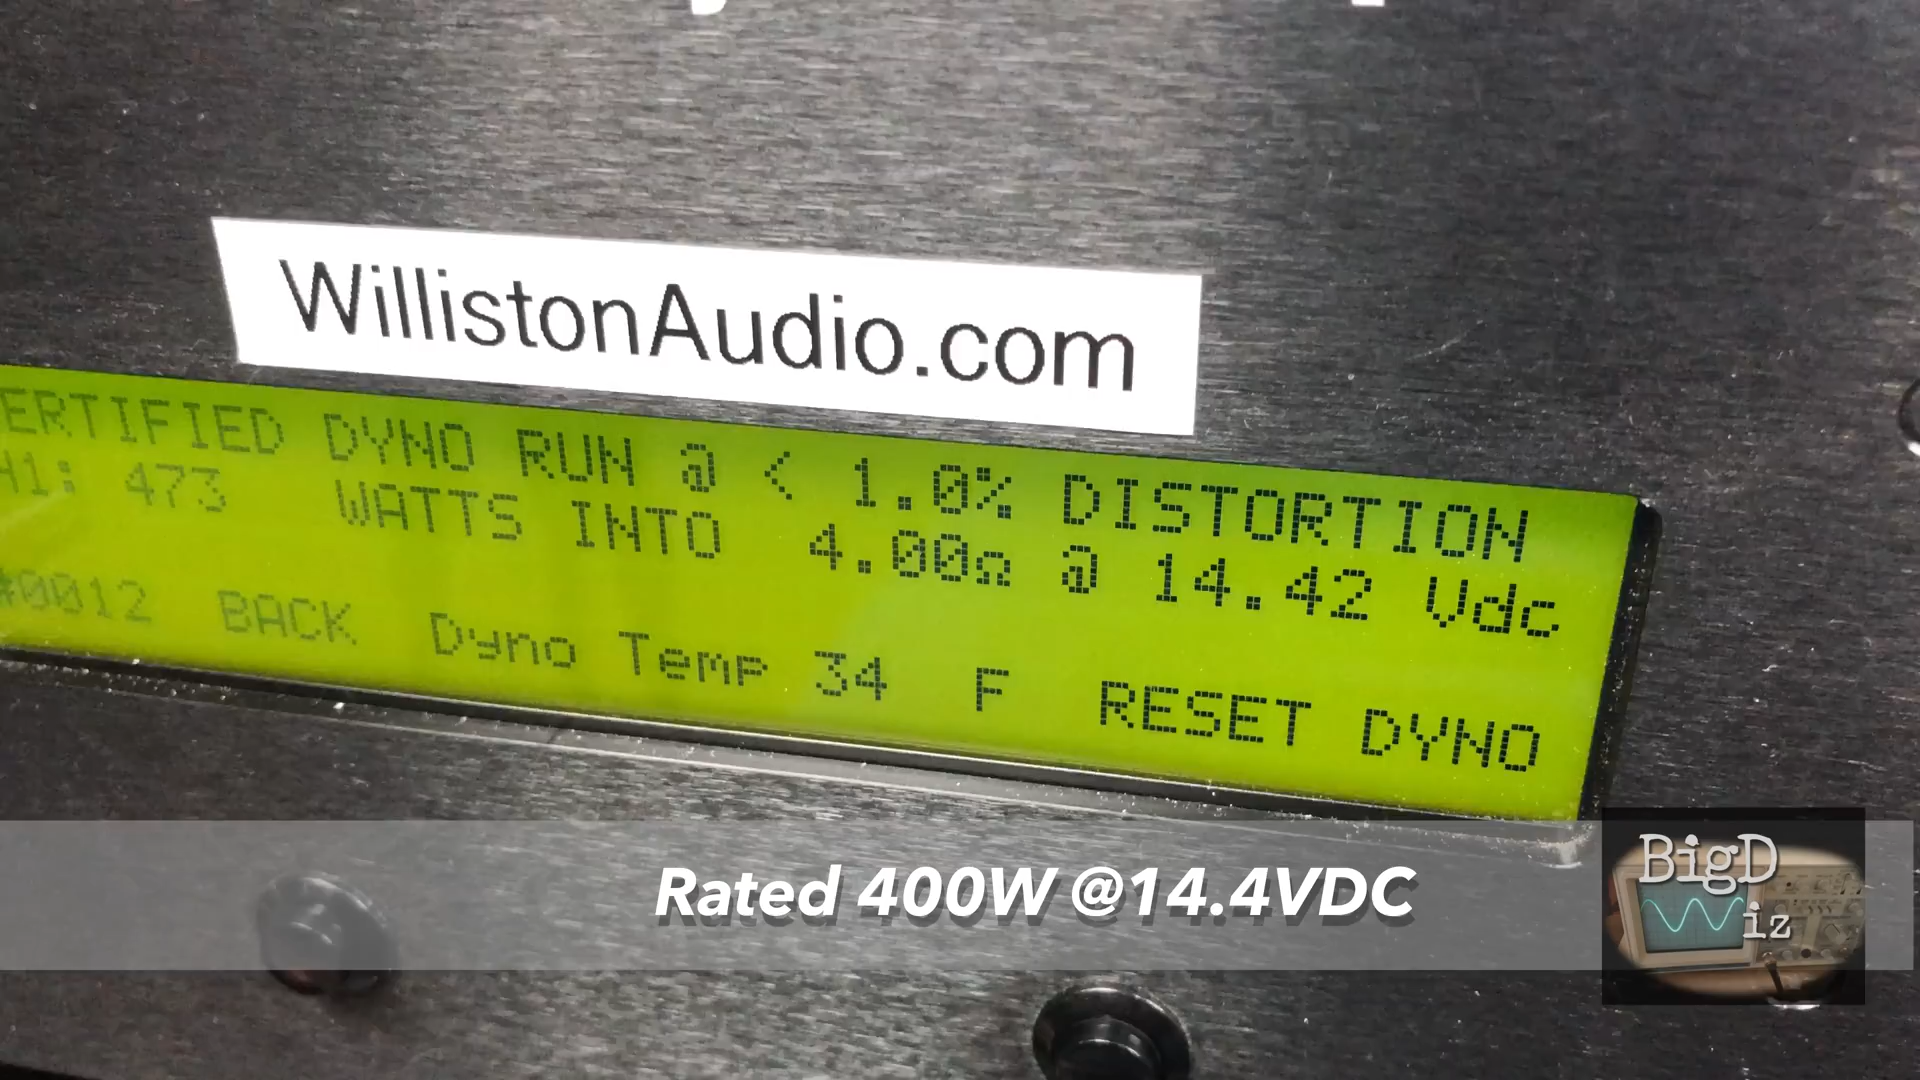 WillistonAudio.com
ERTIFIED DYNO RUN @ < 1.0% DISTORTION
H1: 473 WATTS INTO 4.00Ω @ 14.42 Vdc
#0012 BACK Dyno Temp 34 F RESET DYNO
Rated 400W @14.4VDC
BigD
Wiz